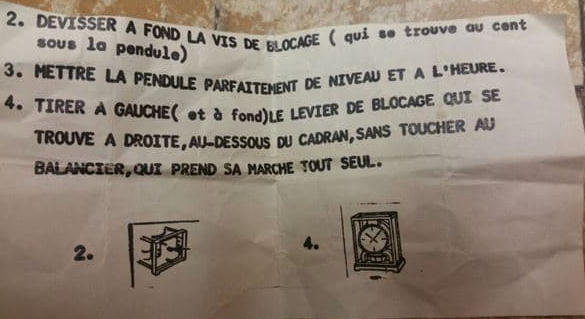 2. DEVISSER A FOND LA VIS DE BLOCAGE ( qui se trouve au cent
sous la pendule)
3. METTRE LA PENDULE PARFAITEMENT DE NIVEAU ET A L'HEURE.
4. TIRER A GAUCHE( et à fond)LE LEVIER DE BLOCAGE QUI SE
TROUVE A DROITE,AU-DESSOUS DU CADRAN,SANS TOUCHER AU
BALANCIER,QUI PREND SA MARCHE TOUT SEUL.
2.
4.